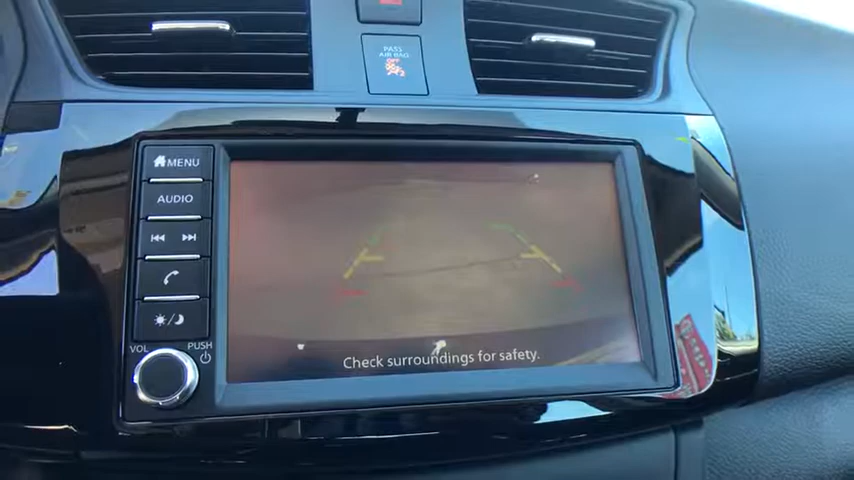 PASS
AIR BAG
MENU
AUDIO
VOL
PUSH
Check surroundings for safety.